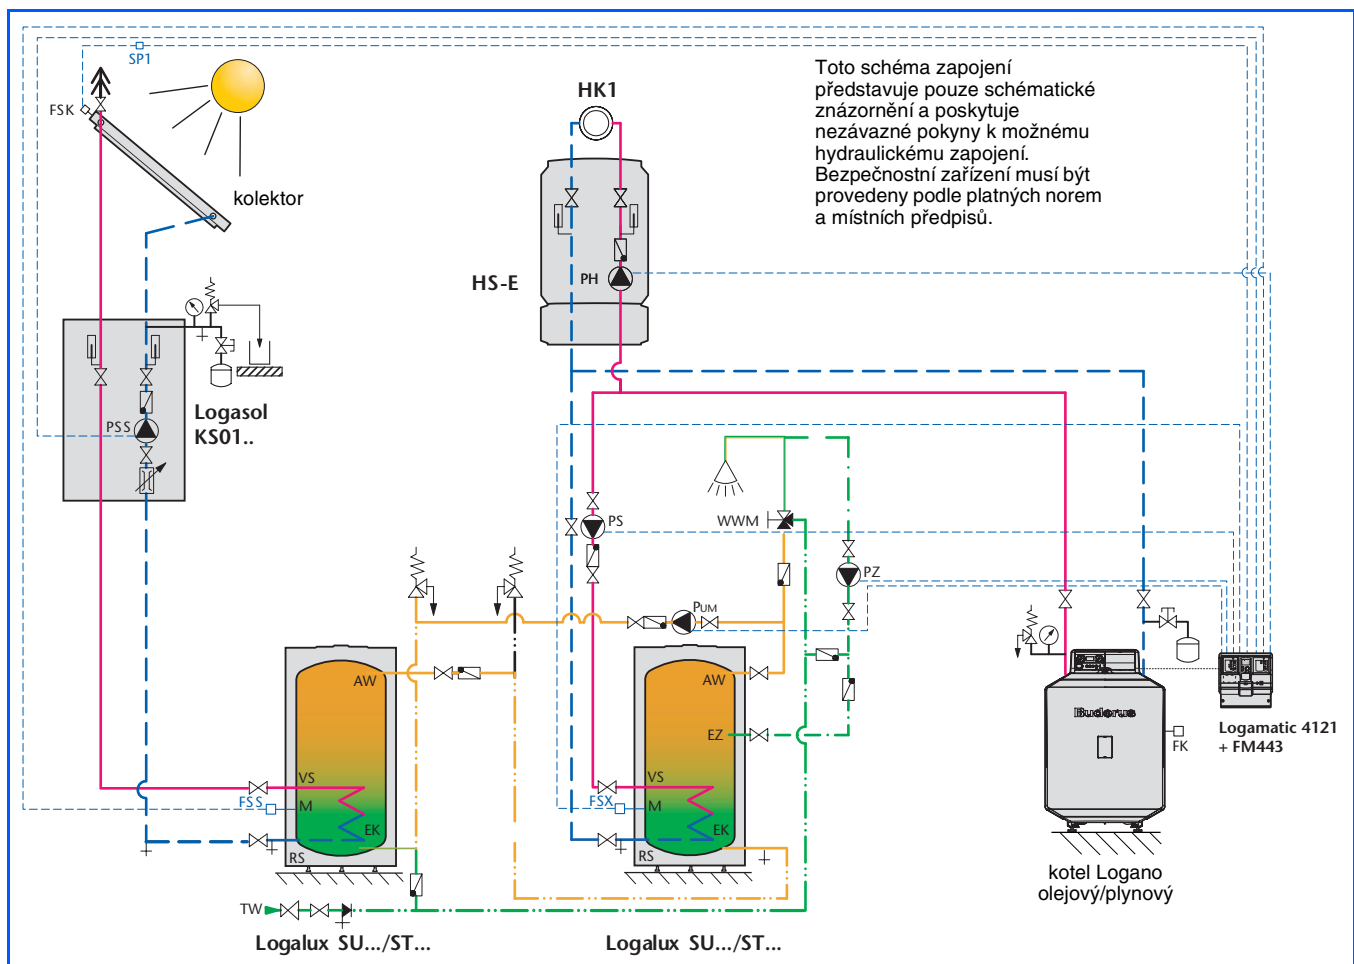 SP1
FSK
kolektor
HK1
Toto schéma zapojení
představuje pouze schématické
znázornění a poskytuje
nezávazné pokyny k možnému
hydraulickému zapojení.
Bezpečnostní zařízení musí být
provedeny podle platných norem
a místních předpisů.
HS-E
PH
Logasol
KS01..
PSS
PS
WWM
PZ
PUM
AW
VS
FSS
M
EK
RS
AW
EZ
VS
FSX
M
EK
RS
TW
Logalux SU.../ST...
Logalux SU.../ST...
Buderus
FK
Logamatic 4121
+ FM443
kotel Logano
olejový/plynový